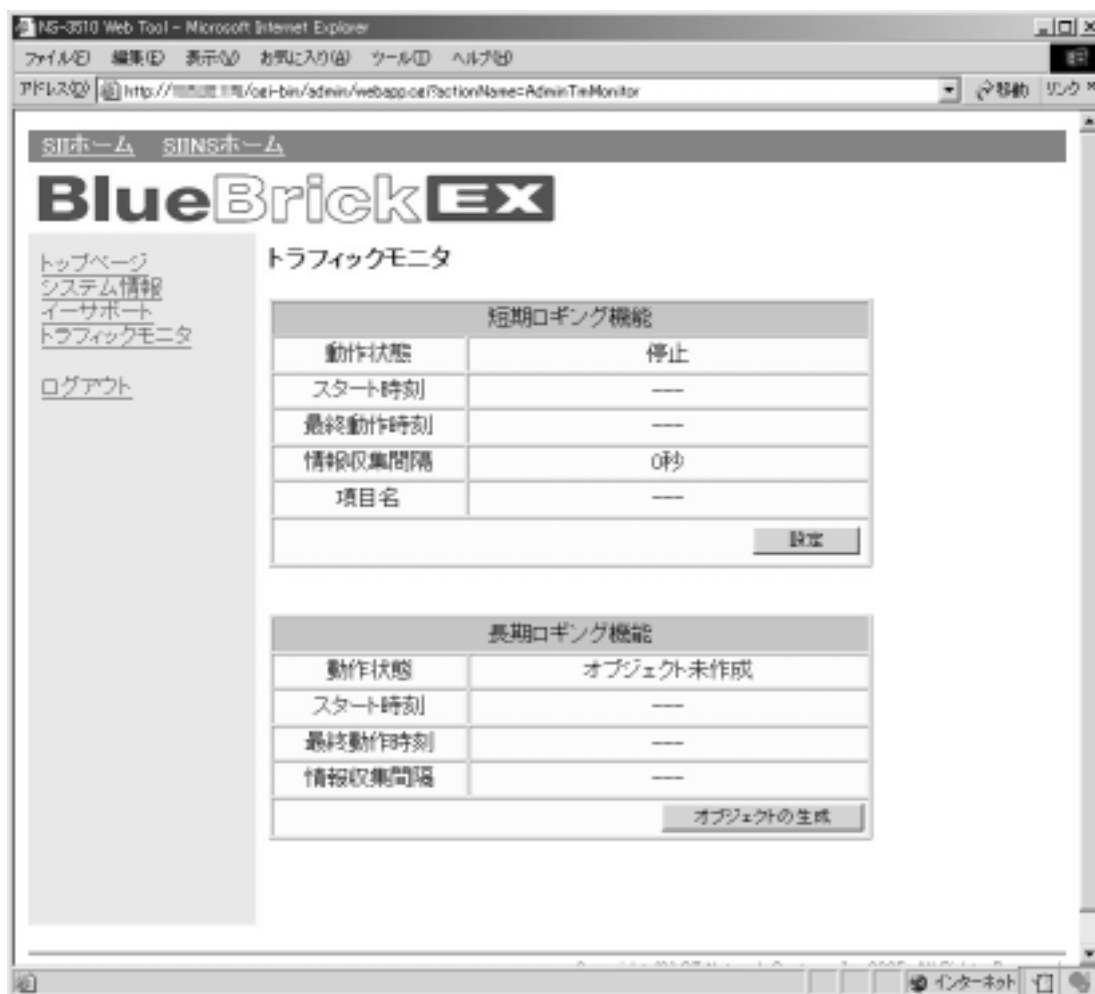 NS-3510 Web Tool - Microsoft Internet Explorer
ファイル(F) 編集(E) 表示(V) お気に入り(A) ツール(T) ヘルプ(H)
アドレス(D) http:// /cgi-bin/admin/webapp.cgi?actionName=AdminTmMonitor 移動 リンク »
SIIホーム SIINSホーム
BlueBrick EX
トップページ
システム情報
イーサポート
トラフィックモニタ
ログアウト
トラフィックモニタ
短期ロギング機能
動作状態 停止
スタート時刻 ---
最終動作時刻 ---
情報収集間隔 0秒
項目名 ---
設定
長期ロギング機能
動作状態 オブジェクト未作成
スタート時刻 ---
最終動作時刻 ---
情報収集間隔 ---
オブジェクトの生成
インターネット